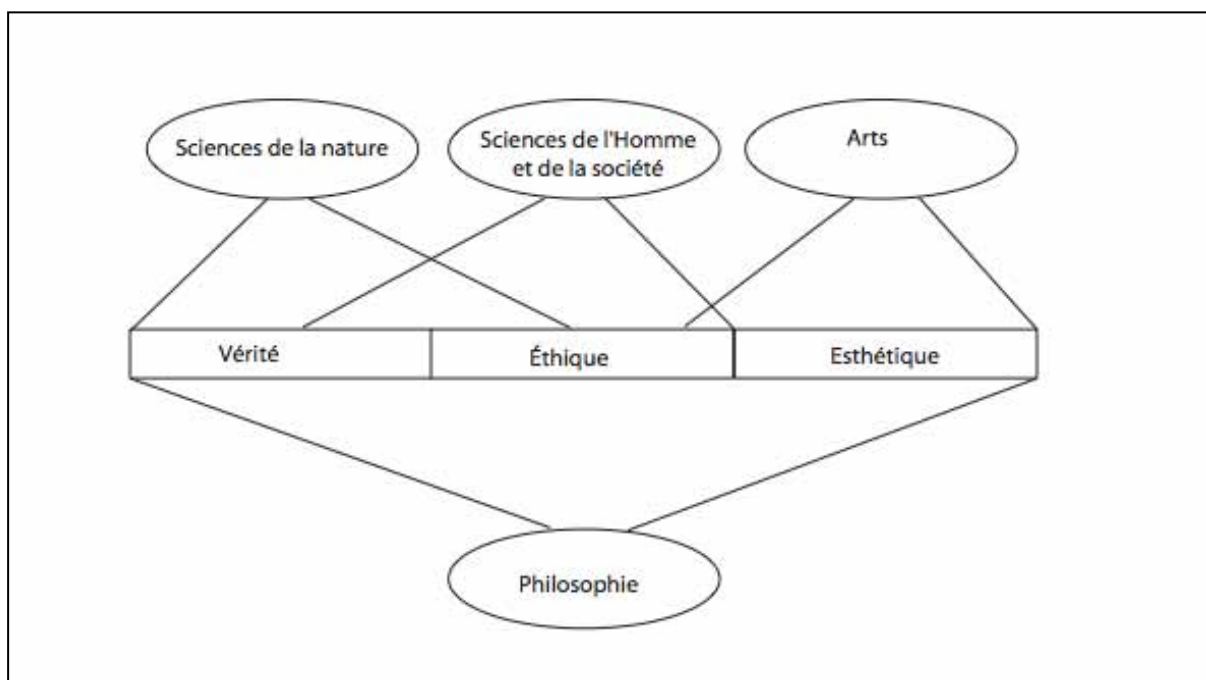 Sciences de la nature
Sciences de l'Homme
et de la société
Arts
Vérité
Éthique
Esthétique
Philosophie